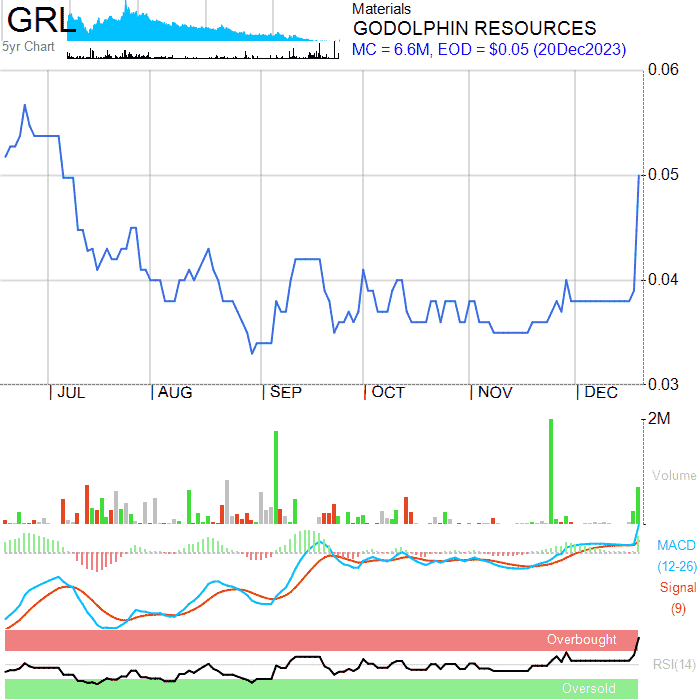 GRL
5yr Chart
Materials
GODOLPHIN RESOURCES
MC = 6.6M, EOD = $0.05 (20Dec2023)
0.06
0.05
0.04
0.03
JUL AUG SEP OCT NOV DEC
2M
Volume
MACD
(12-26)
Signal
(9)
Overbought
RSI(14)
Oversold